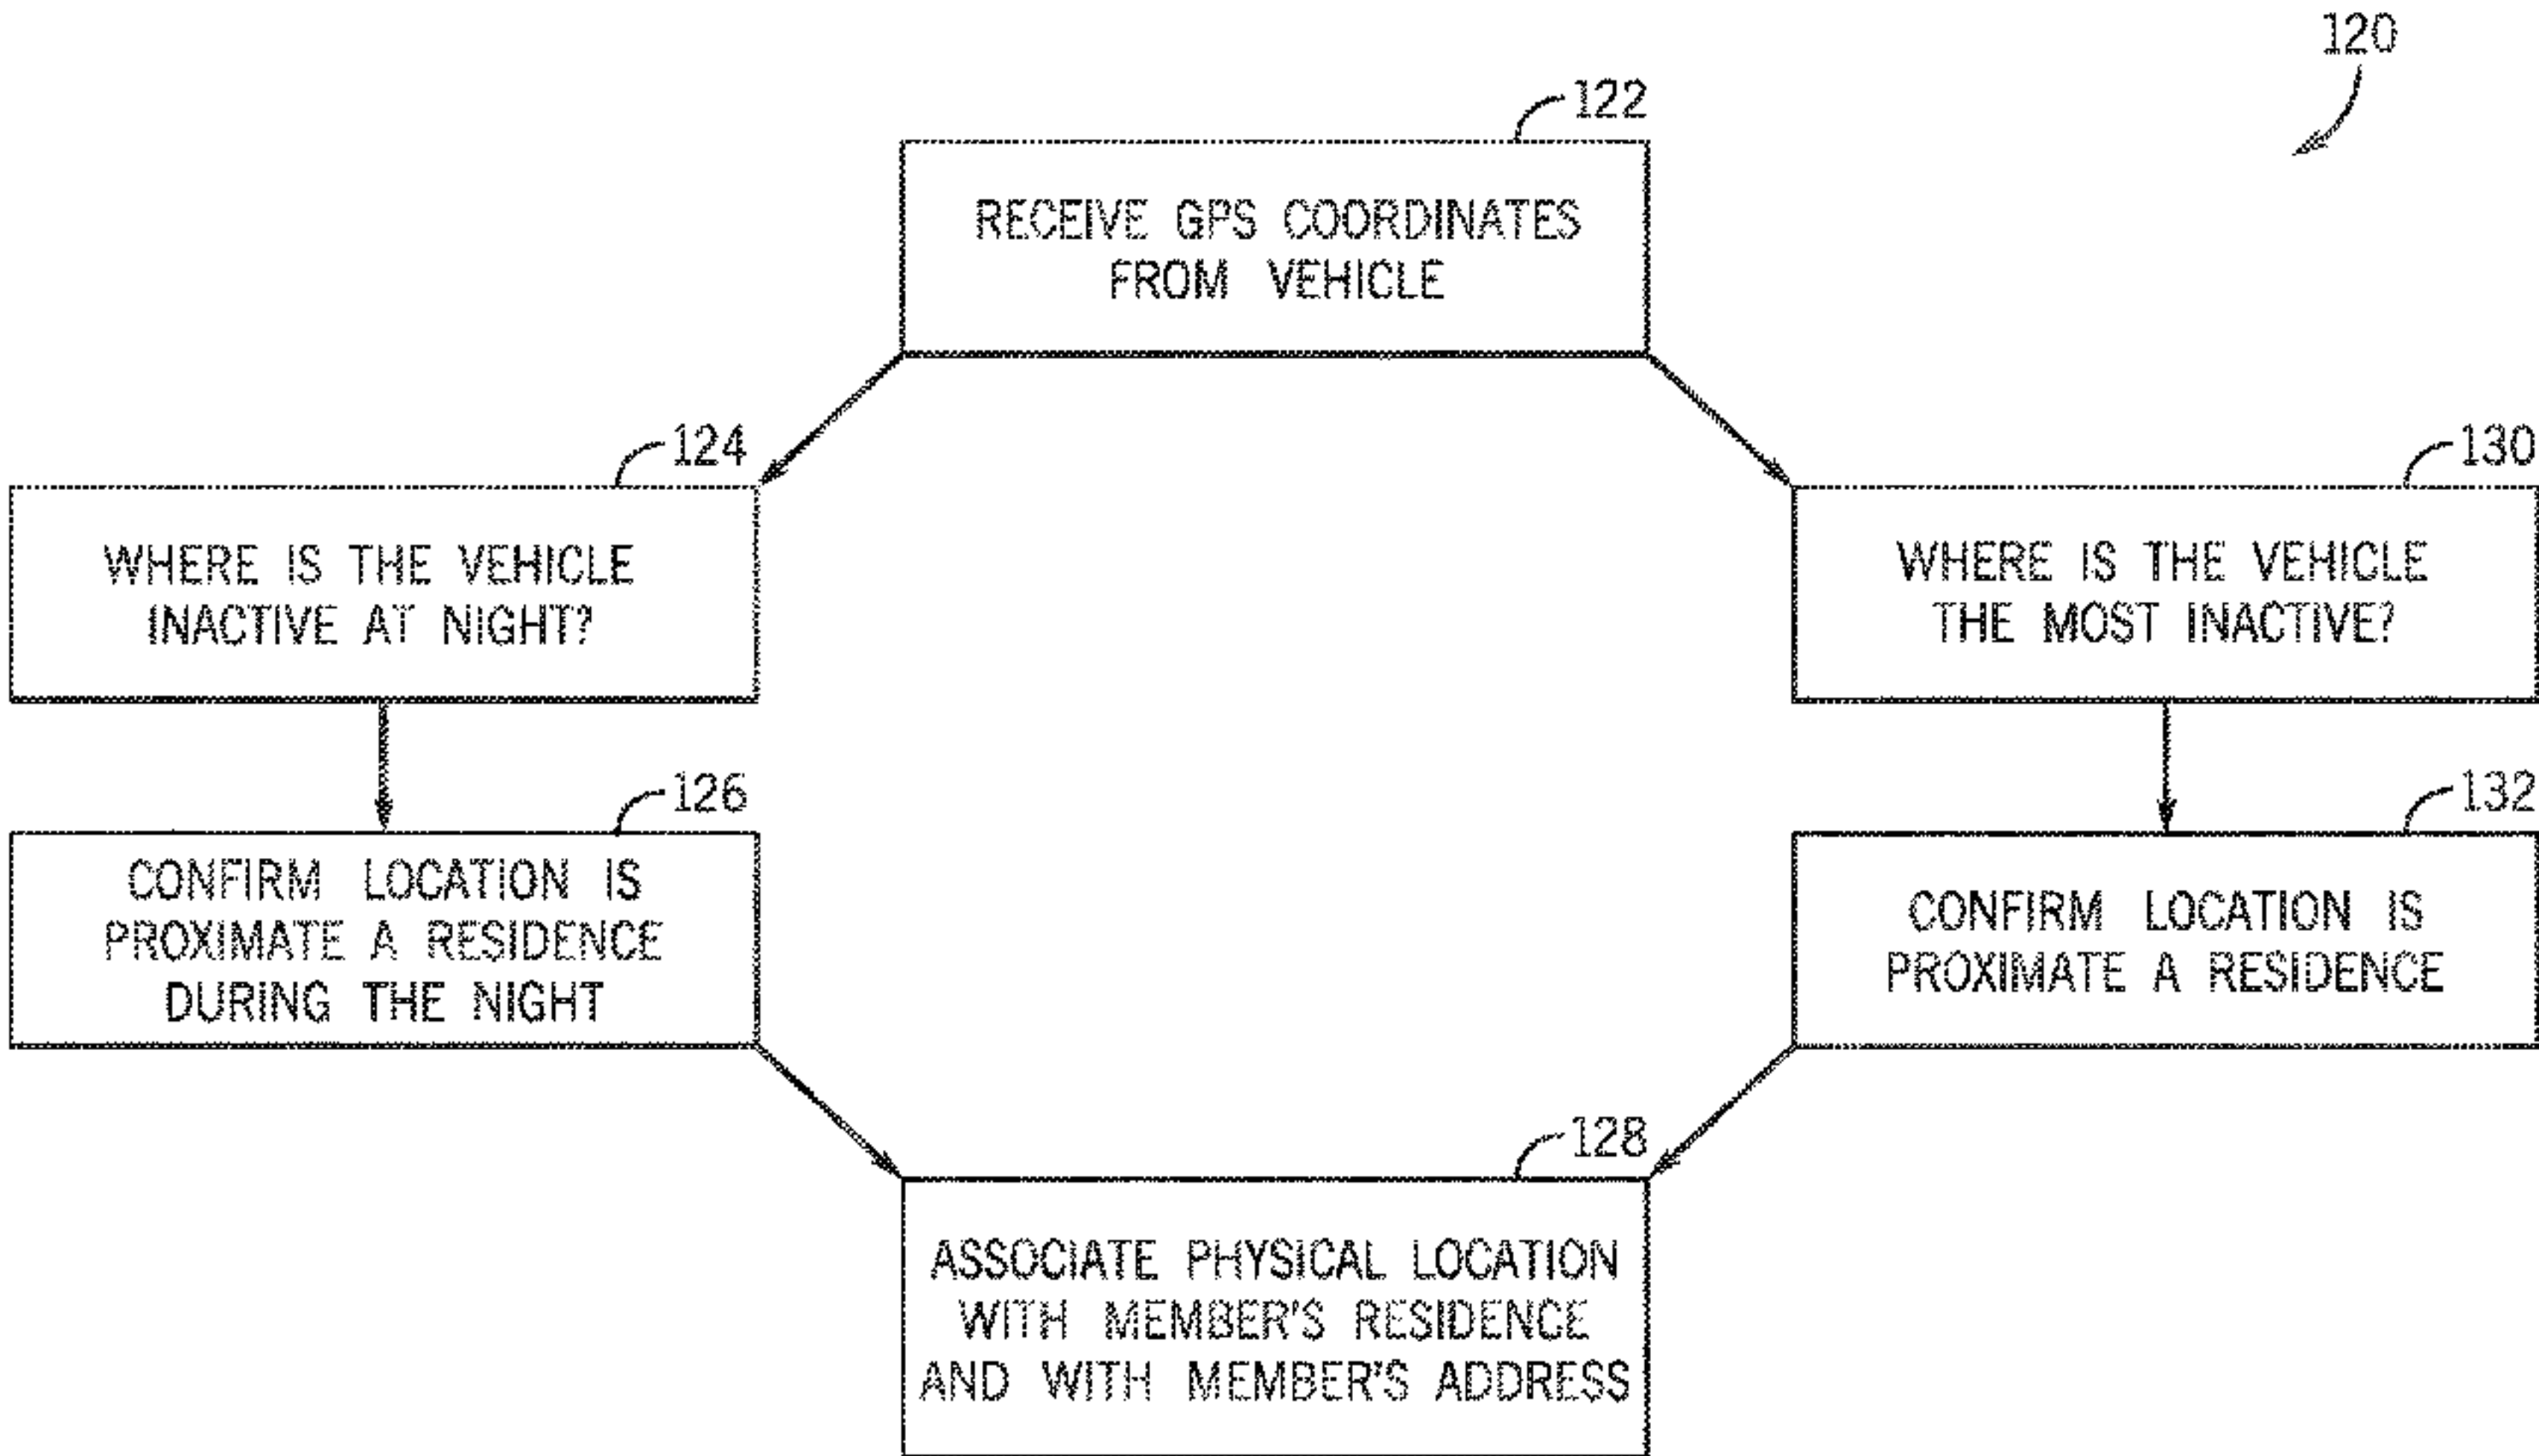 120
122
RECEIVE GPS COORDINATES
FROM VEHICLE
124
WHERE IS THE VEHICLE
INACTIVE AT NIGHT?
130
WHERE IS THE VEHICLE
THE MOST INACTIVE?
126
CONFIRM LOCATION IS
PROXIMATE A RESIDENCE
DURING THE NIGHT
132
CONFIRM LOCATION IS
PROXIMATE A RESIDENCE
128
ASSOCIATE PHYSICAL LOCATION
WITH MEMBER'S RESIDENCE
AND WITH MEMBER'S ADDRESS